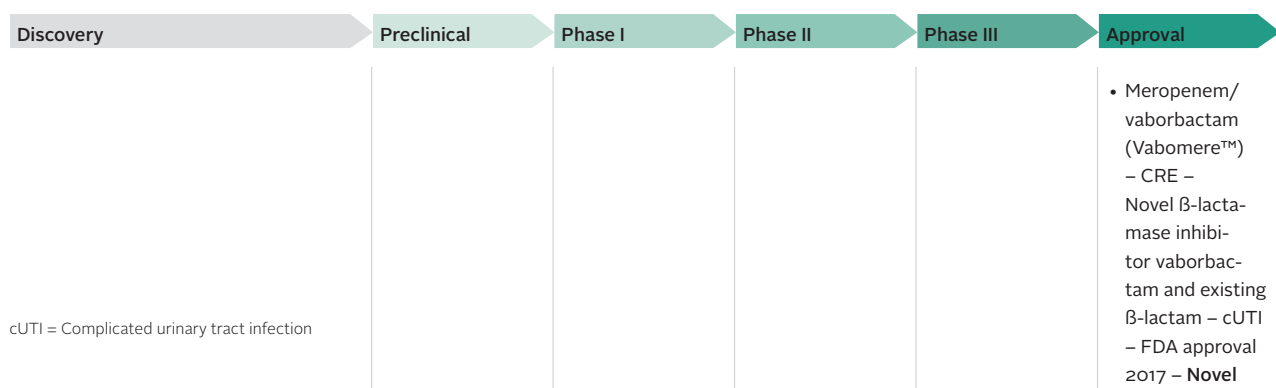 Discovery
Preclinical
Phase I
Phase II
Phase III
Approval
• Meropenem/
vaborbactam
(Vabomere™)
– CRE –
Novel ß-lacta-
mase inhibi-
tor vaborbac-
tam and existing
ß-lactam – cUTI
– FDA approval
2017 – Novel
cUTI = Complicated urinary tract infection